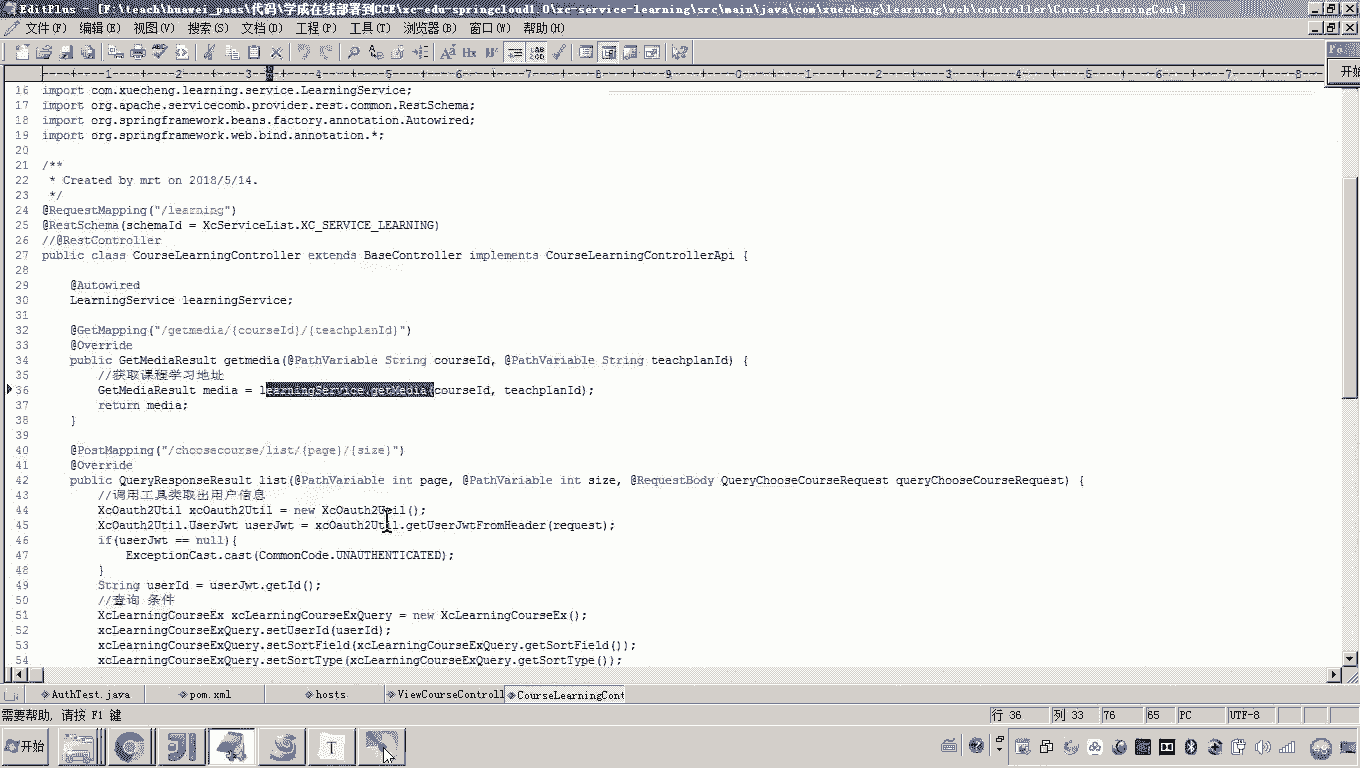 EditPlus - [F:\teach\huawei_paas\代码\学成在线部署到CCE\xc-edu-springcloud1.0\xc-service-learning\src\main\java\com\xuecheng\learning\web\controller\CourseLearningCont]
文件(F) 编辑(E) 视图(V) 搜索(S) 文档(D) 工程(P) 工具(T) 浏览器(B) 窗口(W) 帮助(H)
开始
16 import com.xuecheng.learning.service.LearningService;
17 import org.apache.servicecomb.provider.rest.common.RestSchema;
18 import org.springframework.beans.factory.annotation.Autowired;
19 import org.springframework.web.bind.annotation.*;
20
21 /**
22  * Created by mrt on 2018/5/14.
23  */
24 @RequestMapping("/learning")
25 @RestSchema(schemaId = XcServiceList.XC_SERVICE_LEARNING)
26 //@RestController
27 public class CourseLearningController extends BaseController implements CourseLearningControllerApi {
28
29     @Autowired
30     LearningService learningService;
31
32     @GetMapping("/getmedia/{courseId}/{teachplanId}")
33     @Override
34     public GetMediaResult getmedia(@PathVariable String courseId, @PathVariable String teachplanId) {
35         //获取课程学习地址
36         GetMediaResult media = learningService.getMedia(courseId, teachplanId);
37         return media;
38     }
39
40     @PostMapping("/choosecourse/list/{page}/{size}")
41     @Override
42     public QueryResponseResult list(@PathVariable int page, @PathVariable int size, @RequestBody QueryChooseCourseRequest queryChooseCourseRequest) {
43         //调用工具类取出用户信息
44         XcOauth2Util xcOauth2Util = new XcOauth2Util();
45         XcOauth2Util.UserJwt userJwt = xcOauth2Util.getUserJwtFromHeader(request);
46         if(userJwt == null){
47             ExceptionCast.cast(CommonCode.UNAUTHENTICATED);
48         }
49         String userId = userJwt.getId();
50         //查询 条件
51         XcLearningCourseEx xcLearningCourseExQuery = new XcLearningCourseEx();
52         xcLearningCourseExQuery.setUserId(userId);
53         xcLearningCourseExQuery.setSortField(xcLearningCourseExQuery.getSortField());
54         xcLearningCourseExQuery.setSortType(xcLearningCourseExQuery.getSortType());
AuthTest.java pom.xml hosts ViewCourseControll CourseLearningCont
需要帮助, 请按 F1 键 行 36 列 33 76 65 PC UTF-8
开始